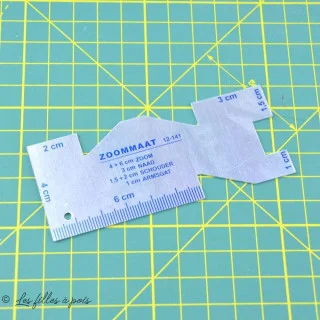 3 cm
1,5 cm
2 cm
ZOOMMAAT 12-141
4 + 6 cm ZOOM
3 cm NAAD
1,5 + 2 cm SCHOUDER
1 cm ARMSGAT
1 cm
4 cm
6 cm
© Les filles à pois